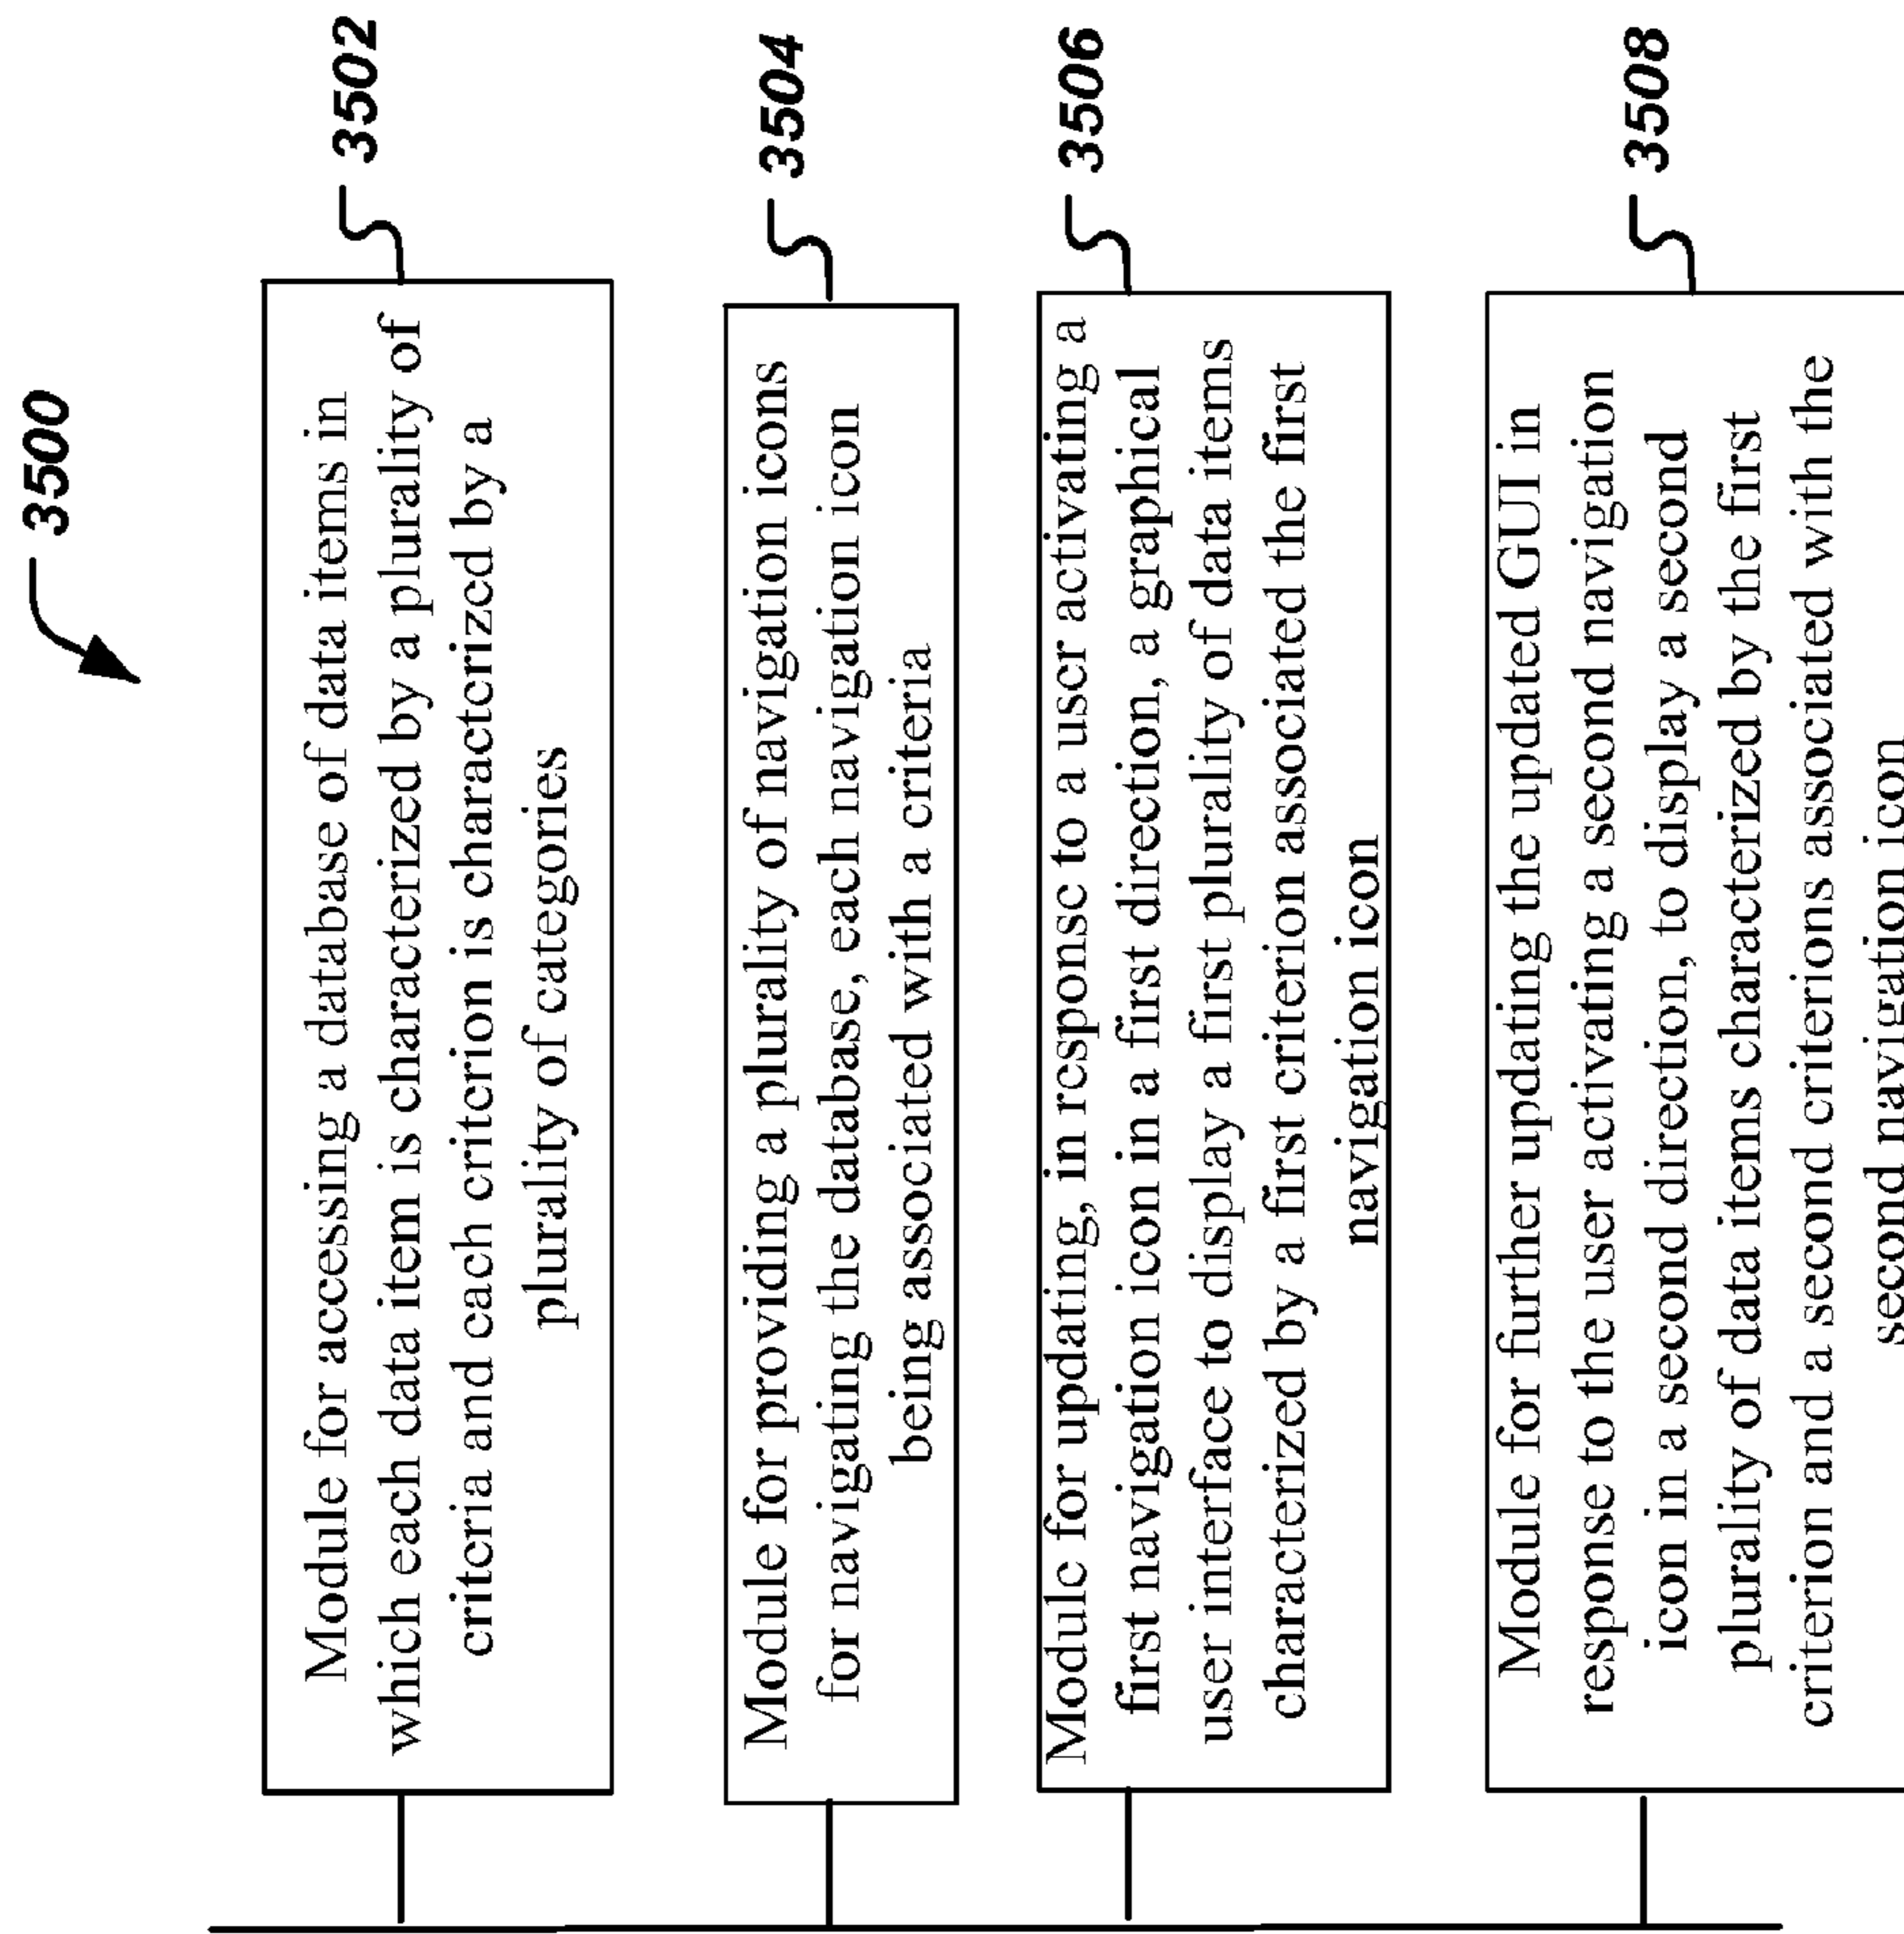 3500
3502
Module for accessing a database of data items in
which each data item is characterized by a plurality of
criteria and each criterion is characterized by a
plurality of categories
3504
Module for providing a plurality of navigation icons
for navigating the database, each navigation icon
being associated with a criteria
3506
Module for updating, in response to a user activating a
first navigation icon in a first direction, a graphical
user interface to display a first plurality of data items
characterized by a first criterion associated the first
navigation icon
3508
Module for further updating the updated GUI in
response to the user activating a second navigation
icon in a second direction, to display a second
plurality of data items characterized by the first
criterion and a second criterions associated with the
second navigation icon